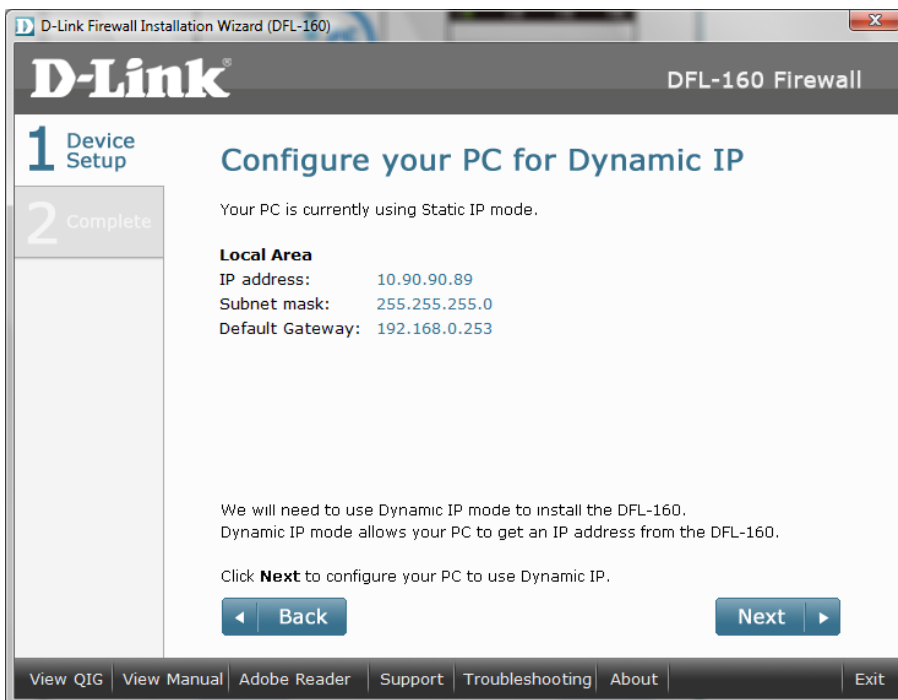 D-Link Firewall Installation Wizard (DFL-160)
D-Link®
DFL-160 Firewall
1 Device Setup
2 Complete
Configure your PC for Dynamic IP
Your PC is currently using Static IP mode.
Local Area
IP address: 10.90.90.89
Subnet mask: 255.255.255.0
Default Gateway: 192.168.0.253
We will need to use Dynamic IP mode to install the DFL-160.
Dynamic IP mode allows your PC to get an IP address from the DFL-160.
Click Next to configure your PC to use Dynamic IP.
Back Next
View QIG View Manual Adobe Reader Support Troubleshooting About Exit